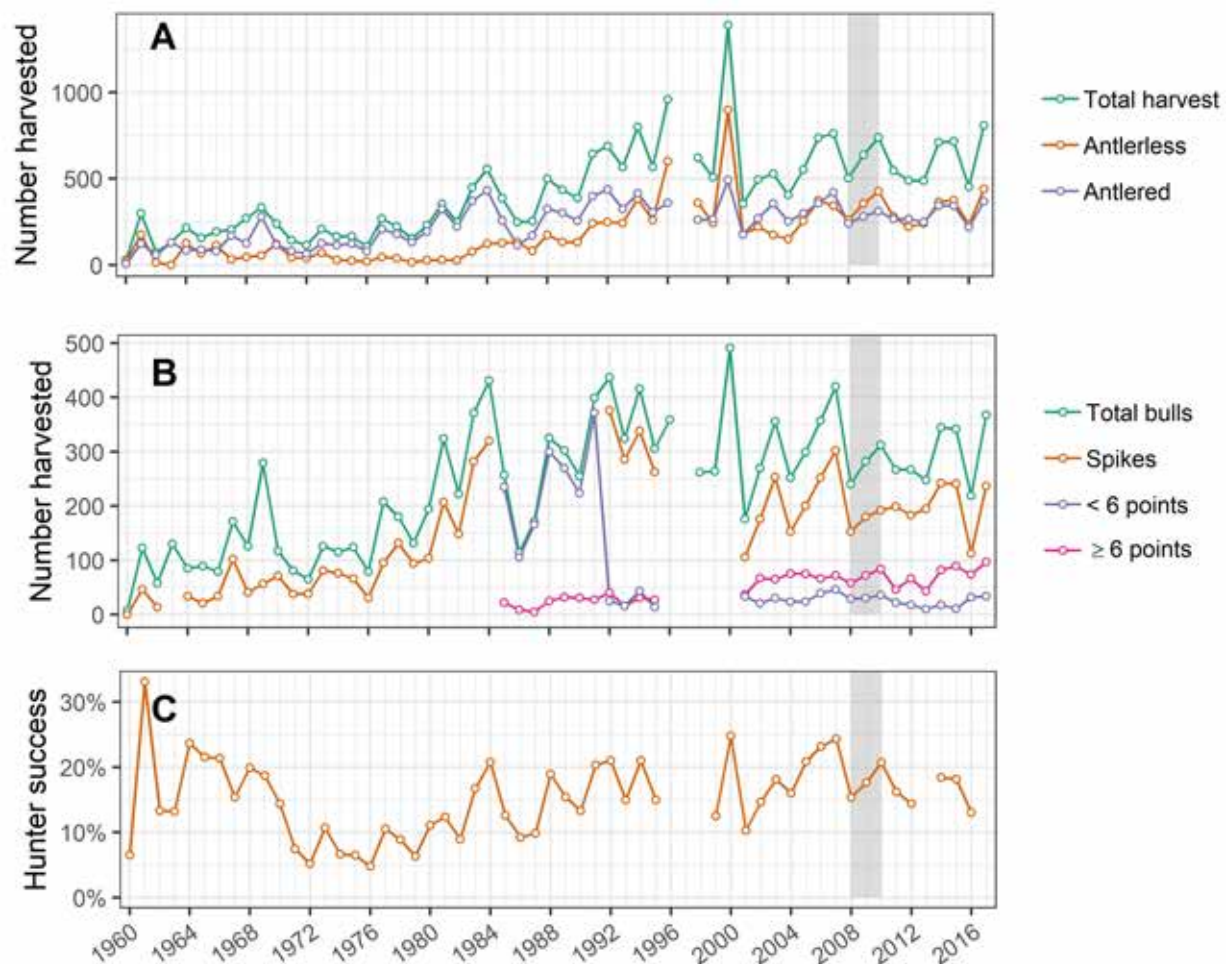 A
Number harvested
1000
500
0
Total harvest
Antlerless
Antlered
B
Number harvested
500
400
300
200
100
0
Total bulls
Spikes
< 6 points
≥ 6 points
C
Hunter success
30%
20%
10%
0%
1960 1964 1968 1972 1976 1980 1984 1988 1992 1996 2000 2004 2008 2012 2016